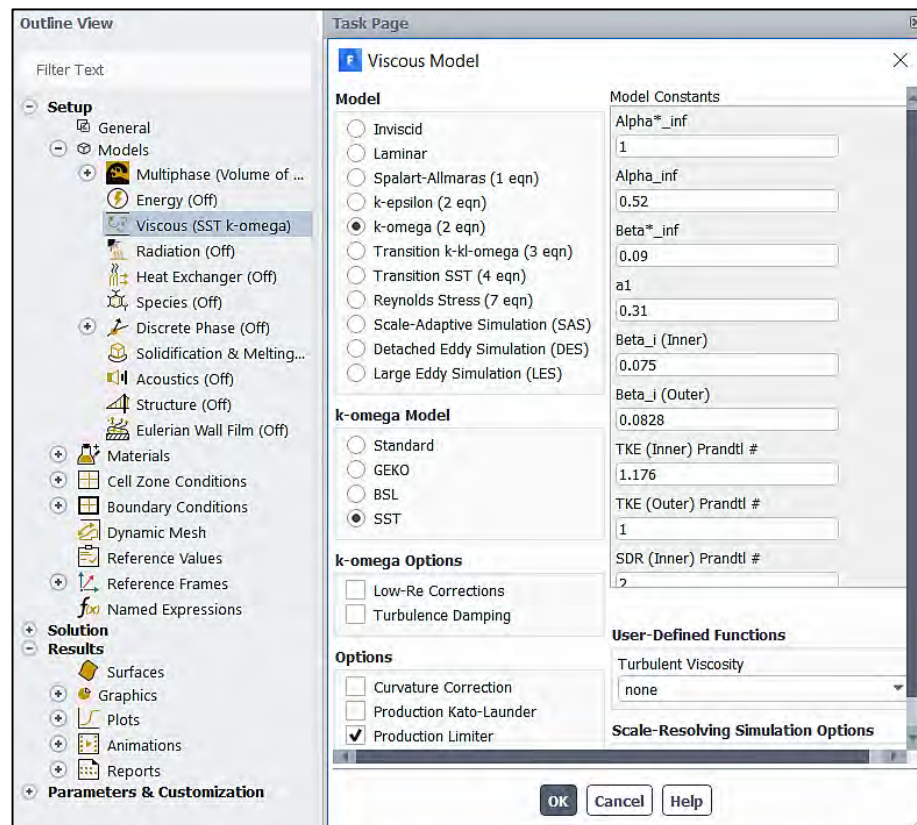 Outline View
Filter Text
Setup
General
Models
Multiphase (Volume of ...
Energy (Off)
Viscous (SST k-omega)
Radiation (Off)
Heat Exchanger (Off)
Species (Off)
Discrete Phase (Off)
Solidification & Melting...
Acoustics (Off)
Structure (Off)
Eulerian Wall Film (Off)
Materials
Cell Zone Conditions
Boundary Conditions
Dynamic Mesh
Reference Values
Reference Frames
f(x) Named Expressions
Solution
Results
Surfaces
Graphics
Plots
Animations
Reports
Parameters & Customization
Task Page
F Viscous Model
Model
Inviscid
Laminar
Spalart-Allmaras (1 eqn)
k-epsilon (2 eqn)
k-omega (2 eqn)
Transition k-kl-omega (3 eqn)
Transition SST (4 eqn)
Reynolds Stress (7 eqn)
Scale-Adaptive Simulation (SAS)
Detached Eddy Simulation (DES)
Large Eddy Simulation (LES)
k-omega Model
Standard
GEKO
BSL
SST
k-omega Options
Low-Re Corrections
Turbulence Damping
Options
Curvature Correction
Production Kato-Launder
Production Limiter
Model Constants
Alpha*_inf
1
Alpha_inf
0.52
Beta*_inf
0.09
a1
0.31
Beta_i (Inner)
0.075
Beta_i (Outer)
0.0828
TKE (Inner) Prandtl #
1.176
TKE (Outer) Prandtl #
1
SDR (Inner) Prandtl #
2
User-Defined Functions
Turbulent Viscosity
none
Scale-Resolving Simulation Options
OK Cancel Help